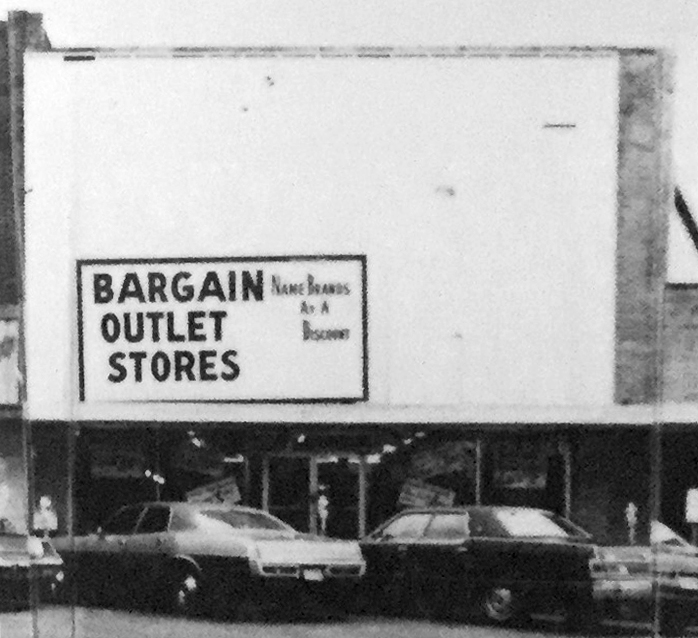 BARGAIN
OUTLET
STORES
NAME BRANDS
AT A
DISCOUNT